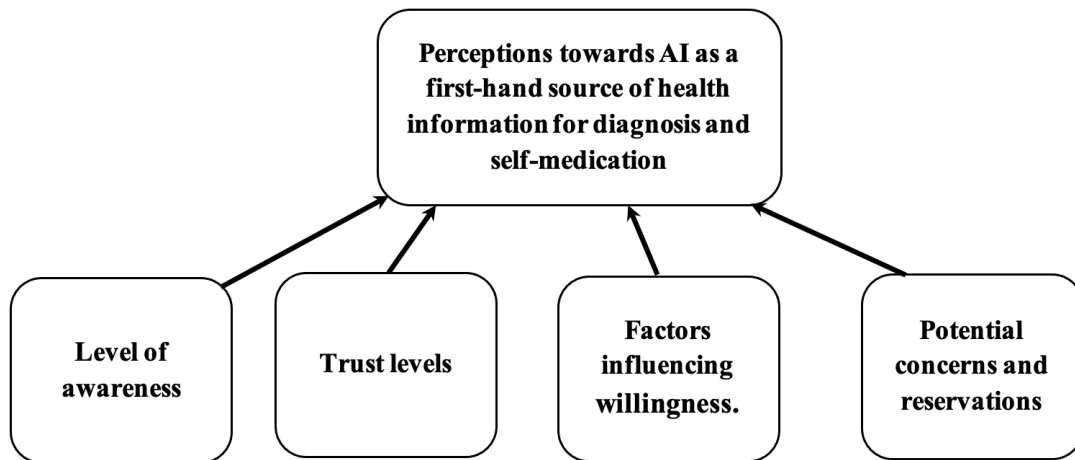 Perceptions towards AI as a
first-hand source of health
information for diagnosis and
self-medication
Level of
awareness
Trust levels
Factors
influencing
willingness.
Potential
concerns and
reservations